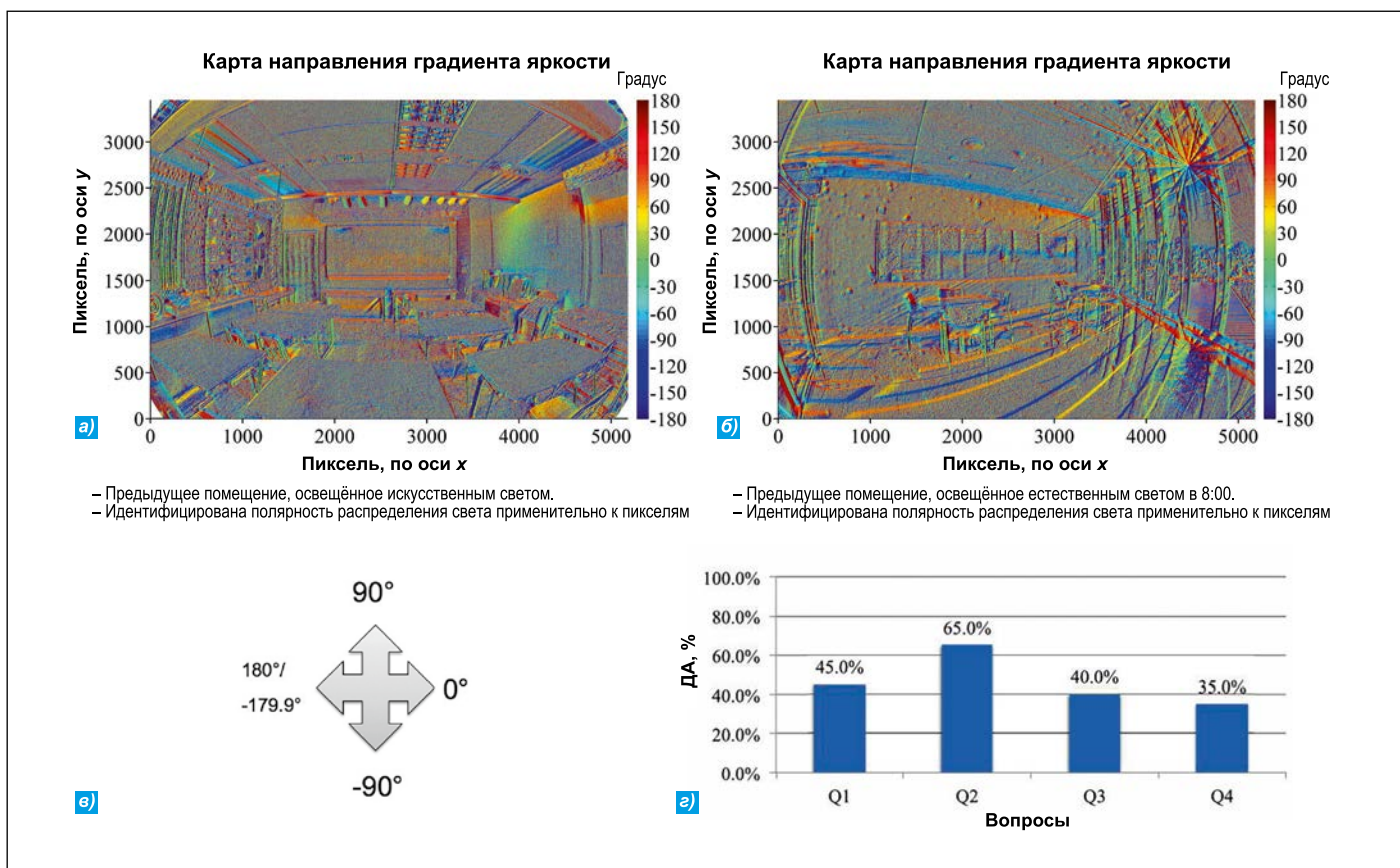 Карта направления градиента яркости
Градус
180
150
120
90
60
30
0
-30
-60
-90
-120
-150
-180
3000
2500
2000
1500
1000
500
0
Пиксель, по оси y
0 1000 2000 3000 4000 5000
Пиксель, по оси x
а)
– Предыдущее помещение, освещённое искусственным светом.
– Идентифицирована полярность распределения света применительно к пикселям
Карта направления градиента яркости
Градус
180
150
120
90
60
30
0
-30
-60
-90
-120
-150
-180
3000
2500
2000
1500
1000
500
0
Пиксель, по оси y
0 1000 2000 3000 4000 5000
Пиксель, по оси x
б)
– Предыдущее помещение, освещённое естественным светом в 8:00.
– Идентифицирована полярность распределения света применительно к пикселям
90°
180°/
-179.9°
0°
-90°
в)
100.0%
80.0%
60.0%
40.0%
20.0%
0.0%
ДА, %
45.0%
65.0%
40.0%
35.0%
Q1 Q2 Q3 Q4
Вопросы
г)